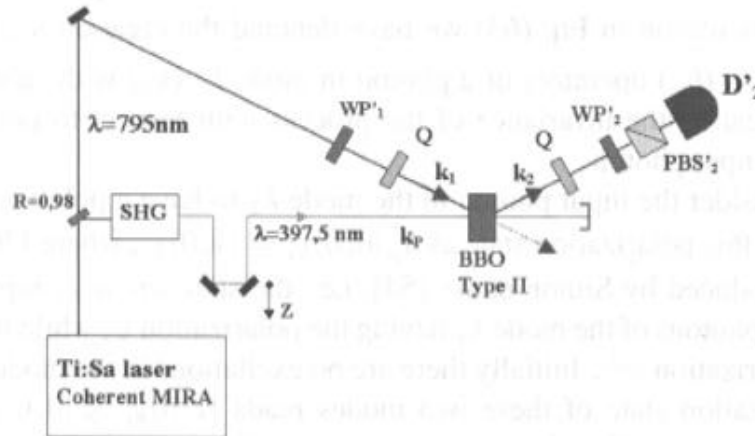 D'2
WP'1
Q
WP'2
Q
PBS'2
λ=795nm
k1
k2
R=0,98
SHG
λ=397,5 nm
kP
BBO
Type II
Z
Ti:Sa laser
Coherent MIRA